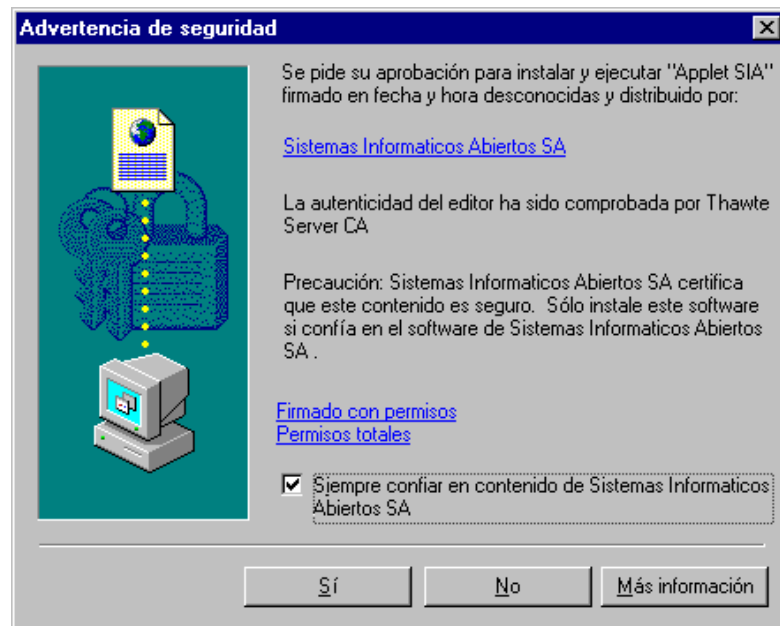 Advertencia de seguridad
Se pide su aprobación para instalar y ejecutar "Applet SIA"
firmado en fecha y hora desconocidas y distribuido por:
Sistemas Informaticos Abiertos SA
La autenticidad del editor ha sido comprobada por Thawte
Server CA
Precaución: Sistemas Informaticos Abiertos SA certifica
que este contenido es seguro.  Sólo instale este software
si confía en el software de Sistemas Informaticos Abiertos
SA .
Firmado con permisos
Permisos totales
Siempre confiar en contenido de Sistemas Informaticos
Abiertos SA
Sí
No
Más información